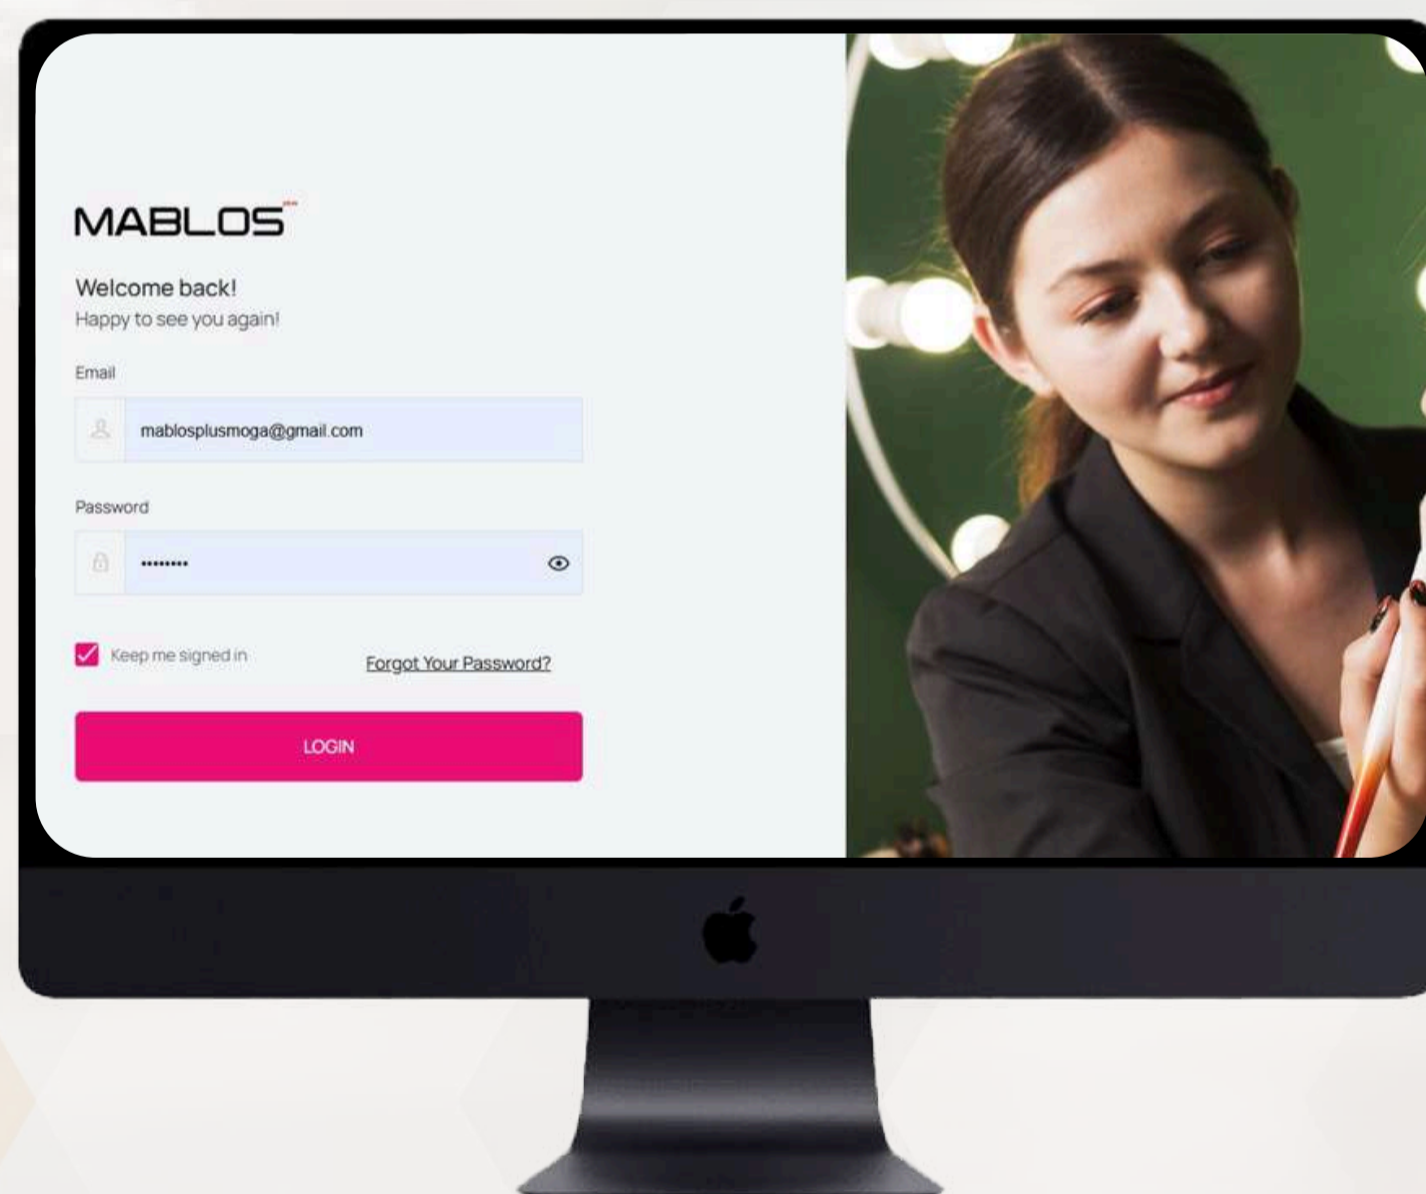 MABLOS
Welcome back!
Happy to see you again!
Email
mablosplusmoga@gmail.com
Password
••••••••
Keep me signed in
Forgot Your Password?
LOGIN